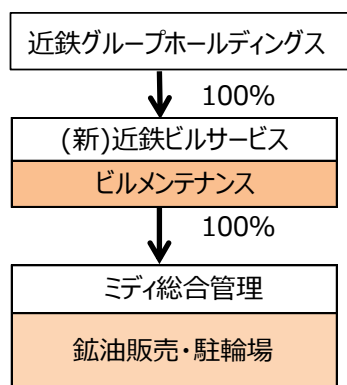 近鉄グループホールディングス
100%
(新)近鉄ビルサービス
ビルメンテナンス
100%
ミディ総合管理
鉱油販売・駐輪場